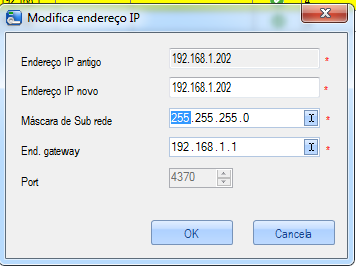 Modifica endereço IP
Endereço IP antigo 192.168.1.202 *
Endereço IP novo 192.168.1.202 *
Máscara de Sub rede 255.255.255.0 *
End. gateway 192.168.1.1 *
Port 4370
OK Cancela